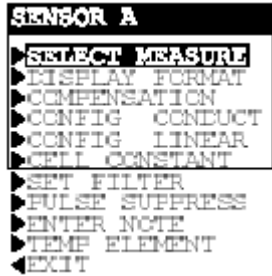 SENSOR A
SELECT MEASURE
DISPLAY FORMAT
COMPENSATION
CONFIG CONDUCT
CONFIG LINEAR
CELL CONSTANT
SET FILTER
PULSE SUPPRESS
ENTER NOTE
TEMP ELEMENT
EXIT